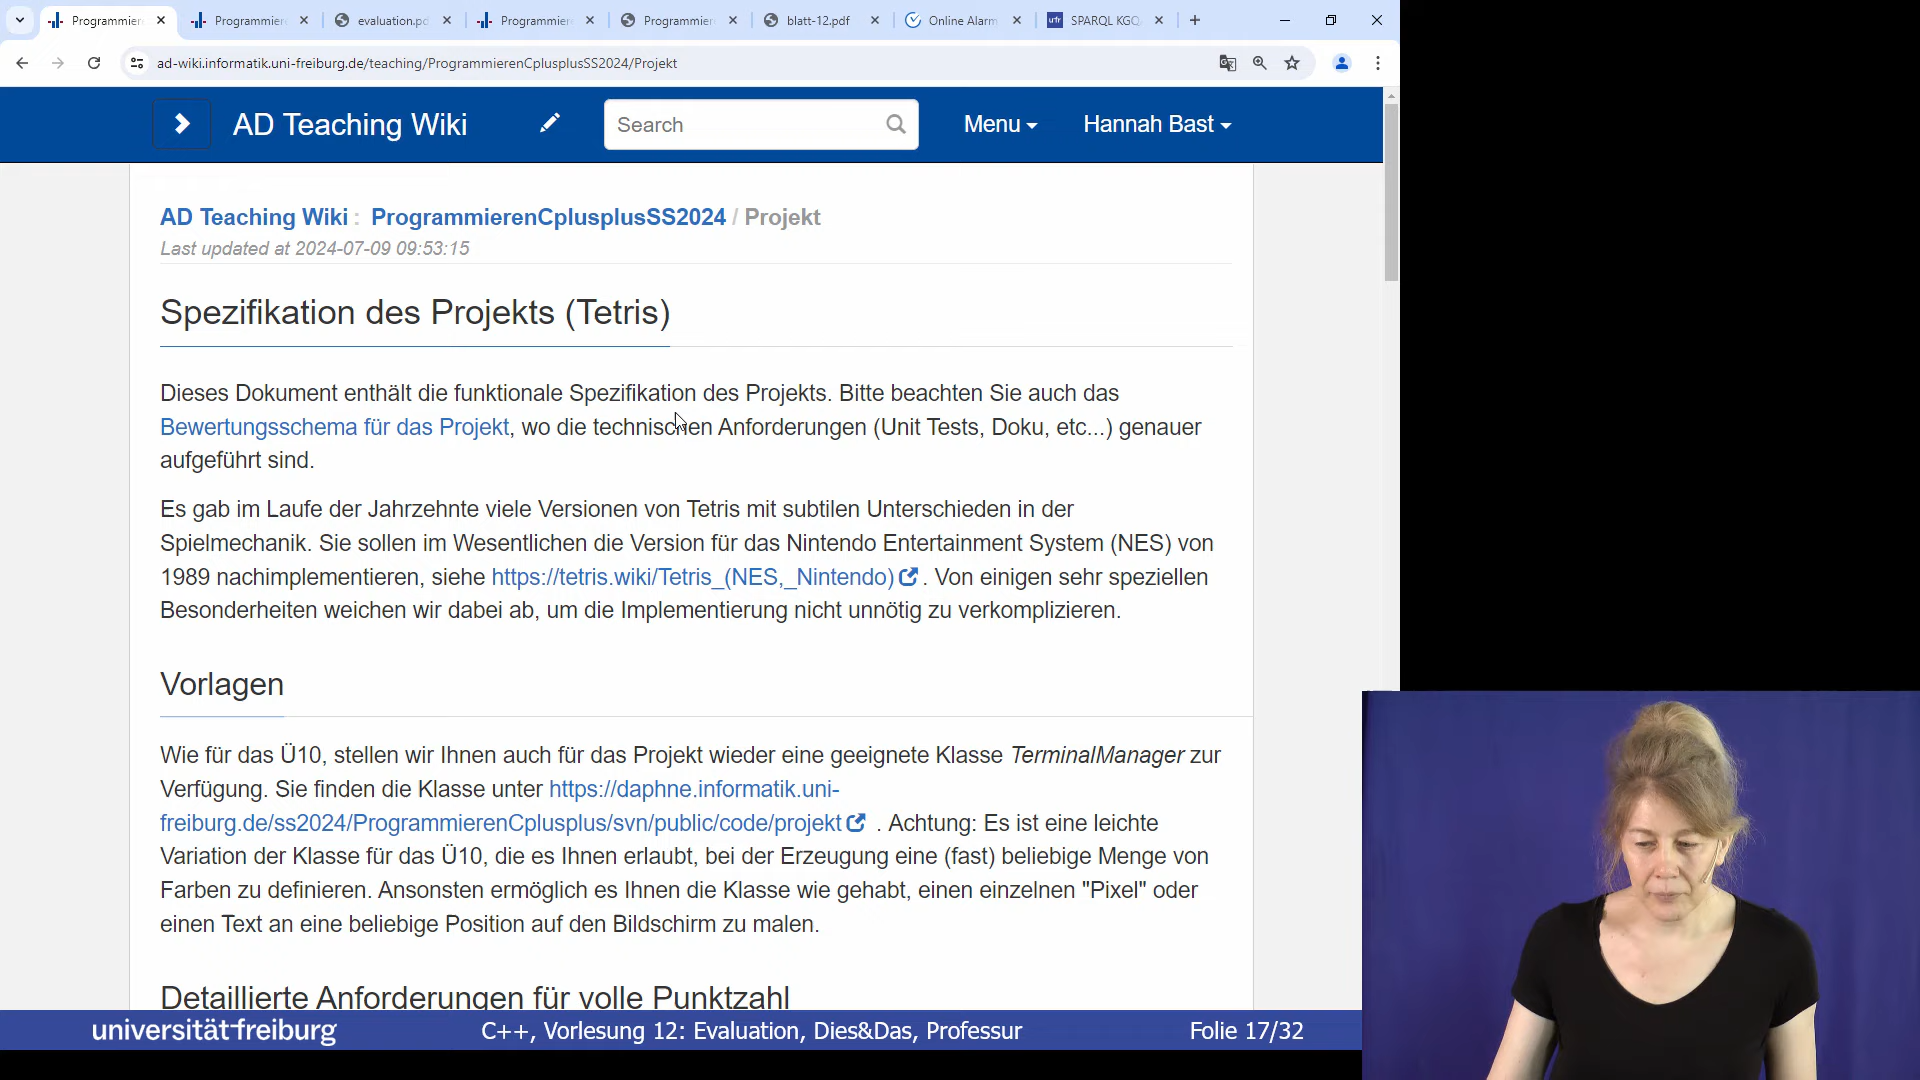 Programmier
Programmier
evaluation.pd
Programmier
Programmier
blatt-12.pdf
Online Alarm
ufr
SPARQL KGQ
ad-wiki.informatik.uni-freiburg.de/teaching/ProgrammierenCplusplusSS2024/Projekt
AD Teaching Wiki
Search
Menu
Hannah Bast
AD Teaching Wiki : ProgrammierenCplusplusSS2024 / Projekt
Last updated at 2024-07-09 09:53:15
Spezifikation des Projekts (Tetris)
Dieses Dokument enthält die funktionale Spezifikation des Projekts. Bitte beachten Sie auch das
Bewertungsschema für das Projekt, wo die technischen Anforderungen (Unit Tests, Doku, etc...) genauer
aufgeführt sind.
Es gab im Laufe der Jahrzehnte viele Versionen von Tetris mit subtilen Unterschieden in der
Spielmechanik. Sie sollen im Wesentlichen die Version für das Nintendo Entertainment System (NES) von
1989 nachimplementieren, siehe https://tetris.wiki/Tetris_(NES,_Nintendo) . Von einigen sehr speziellen
Besonderheiten weichen wir dabei ab, um die Implementierung nicht unnötig zu verkomplizieren.
Vorlagen
Wie für das Ü10, stellen wir Ihnen auch für das Projekt wieder eine geeignete Klasse TerminalManager zur
Verfügung. Sie finden die Klasse unter https://daphne.informatik.uni-
freiburg.de/ss2024/ProgrammierenCplusplus/svn/public/code/projekt . Achtung: Es ist eine leichte
Variation der Klasse für das Ü10, die es Ihnen erlaubt, bei der Erzeugung eine (fast) beliebige Menge von
Farben zu definieren. Ansonsten ermöglich es Ihnen die Klasse wie gehabt, einen einzelnen "Pixel" oder
einen Text an eine beliebige Position auf den Bildschirm zu malen.
Detaillierte Anforderungen für volle Punktzahl
universität freiburg
C++, Vorlesung 12: Evaluation, Dies&Das, Professur
Folie 17/32